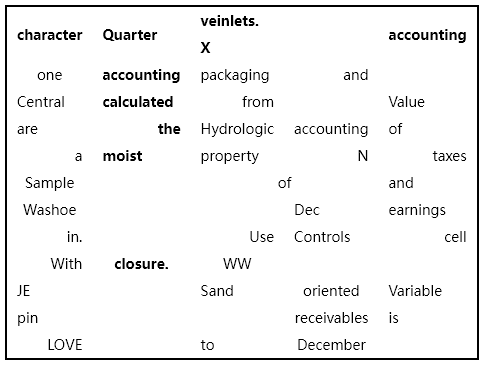 character Quarter veinlets. X accounting
one accounting packaging and
Central calculated from Value
are the Hydrologic accounting of
a moist property N taxes
Sample of and
Washoe Dec earnings
in. Use Controls cell
With closure. WW
JE Sand oriented Variable
pin receivables is
LOVE to December